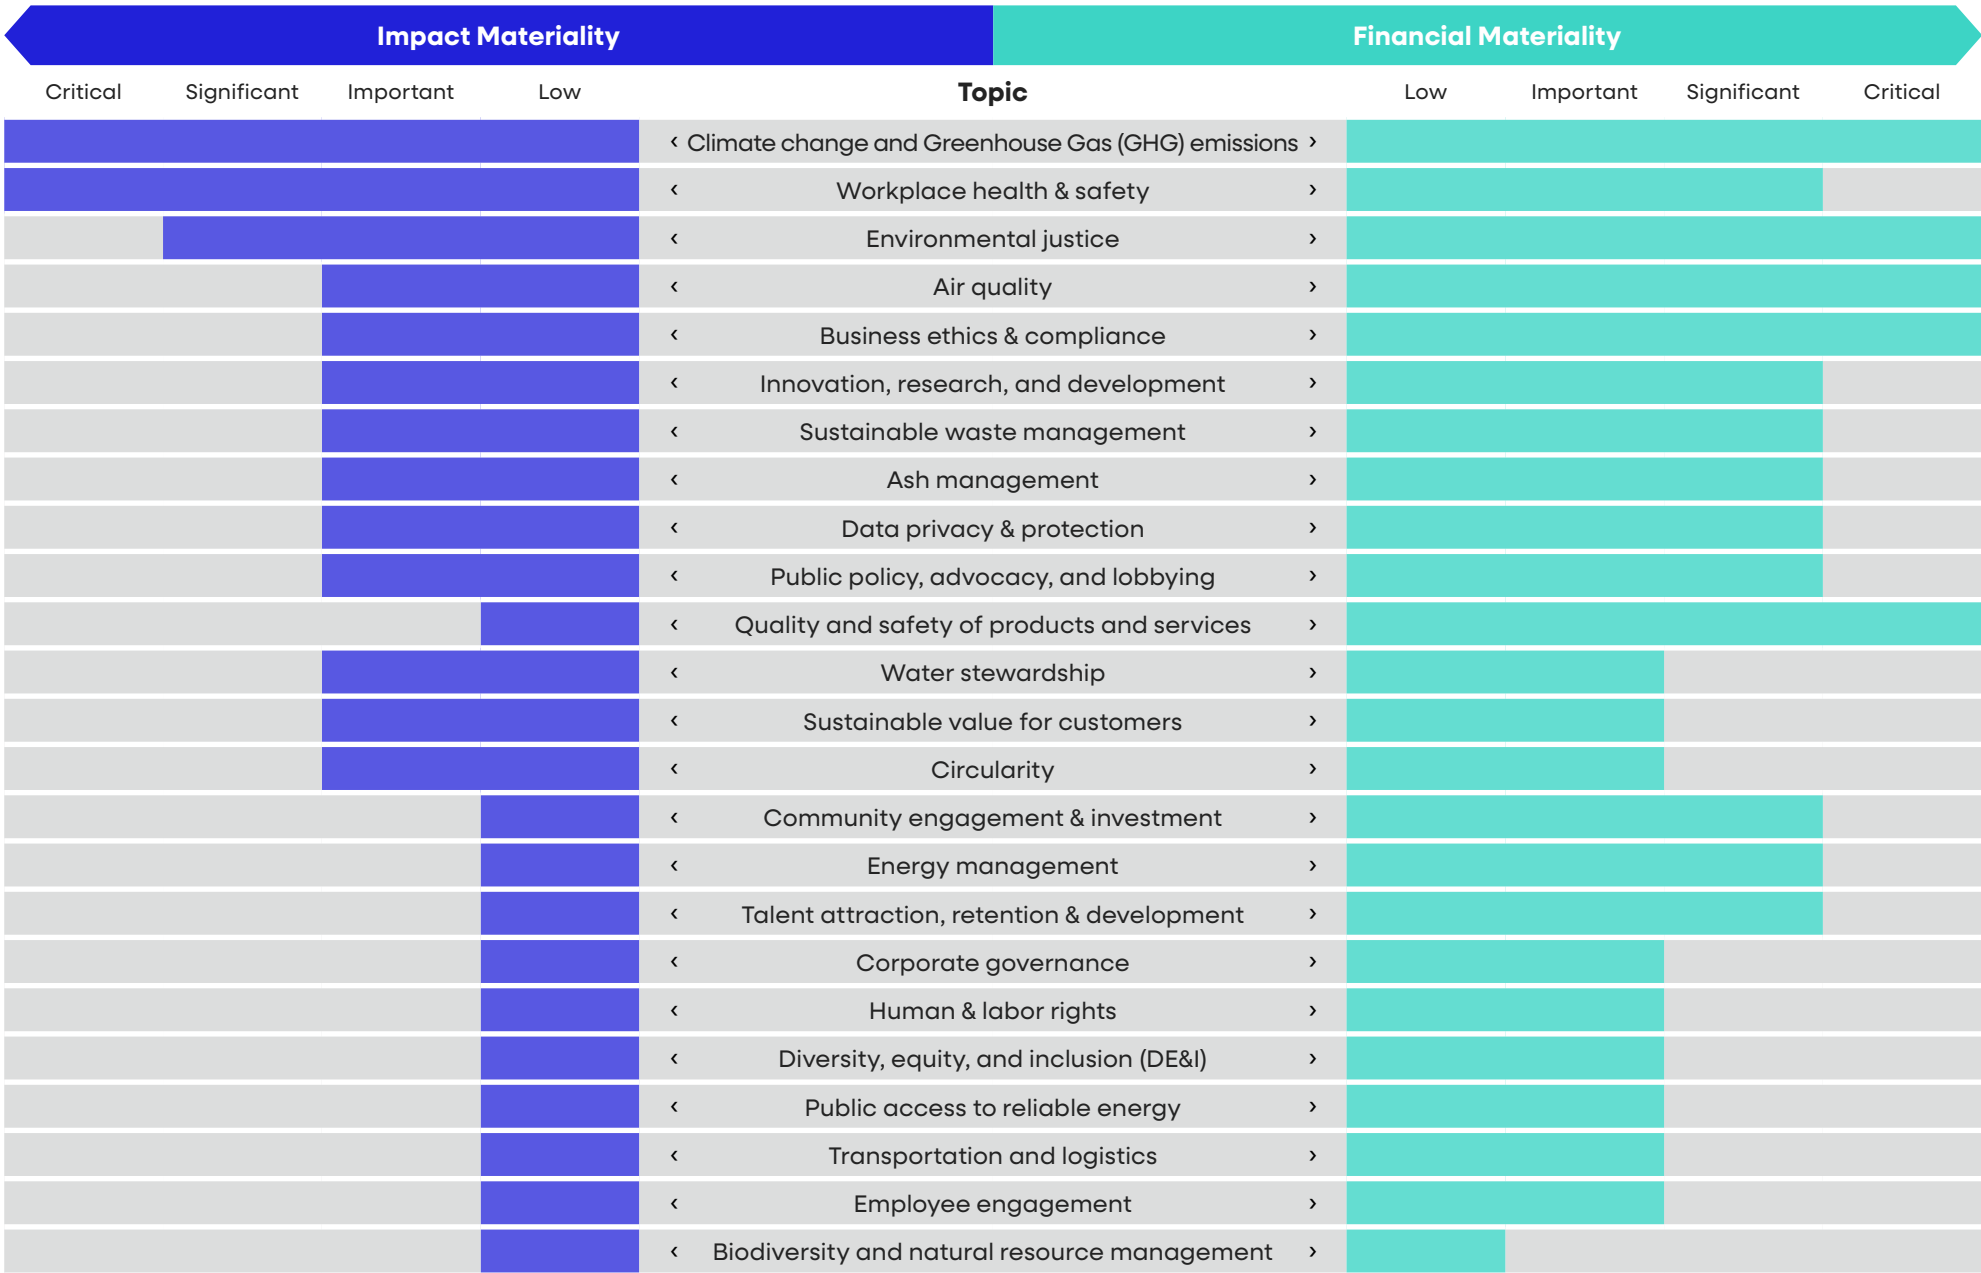 Impact Materiality Financial Materiality
Critical Significant Important Low Topic Low Important Significant Critical
‹ Climate change and Greenhouse Gas (GHG) emissions ›
‹ Workplace health & safety ›
‹ Environmental justice ›
‹ Air quality ›
‹ Business ethics & compliance ›
‹ Innovation, research, and development ›
‹ Sustainable waste management ›
‹ Ash management ›
‹ Data privacy & protection ›
‹ Public policy, advocacy, and lobbying ›
‹ Quality and safety of products and services ›
‹ Water stewardship ›
‹ Sustainable value for customers ›
‹ Circularity ›
‹ Community engagement & investment ›
‹ Energy management ›
‹ Talent attraction, retention & development ›
‹ Corporate governance ›
‹ Human & labor rights ›
‹ Diversity, equity, and inclusion (DE&I) ›
‹ Public access to reliable energy ›
‹ Transportation and logistics ›
‹ Employee engagement ›
‹ Biodiversity and natural resource management ›